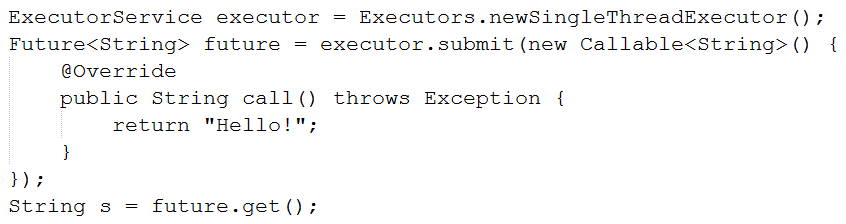 ExecutorService executor = Executors.newSingleThreadExecutor();
Future<String> future = executor.submit(new Callable<String>() {
    @Override
    public String call() throws Exception {
        return "Hello!";
    }
});
String s = future.get();